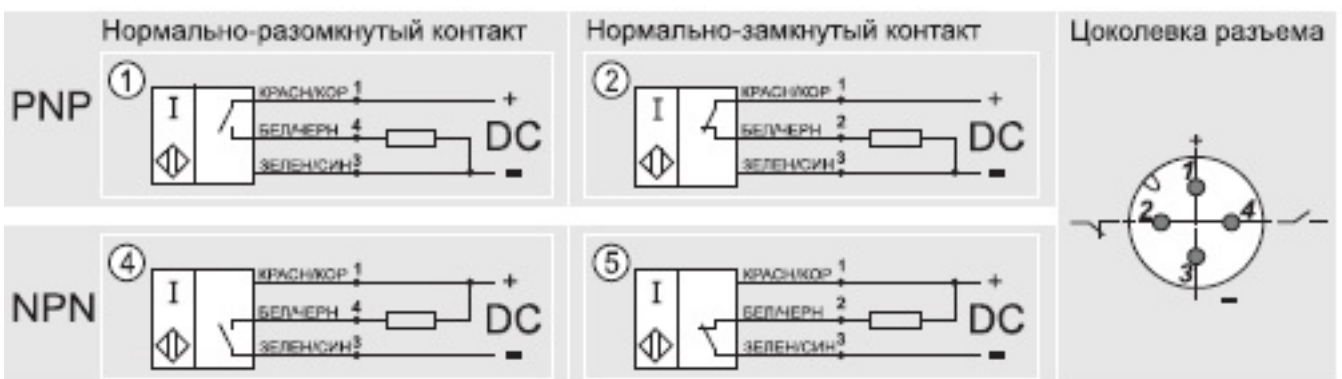 Нормально-разомкнутый контакт
Нормально-замкнутый контакт
Цоколевка разъема
PNP
1
I
КРАСН/КОР 1
+
БЕЛ/ЧЕРН 4
DC
ЗЕЛЕН/СИН 3
-
2
I
КРАСН/КОР 1
+
БЕЛ/ЧЕРН 2
DC
ЗЕЛЕН/СИН 3
-
+
1
2
4
3
-
NPN
4
I
КРАСН/КОР 1
+
БЕЛ/ЧЕРН 4
DC
ЗЕЛЕН/СИН 3
-
5
I
КРАСН/КОР 1
+
БЕЛ/ЧЕРН 2
DC
ЗЕЛЕН/СИН 3
-